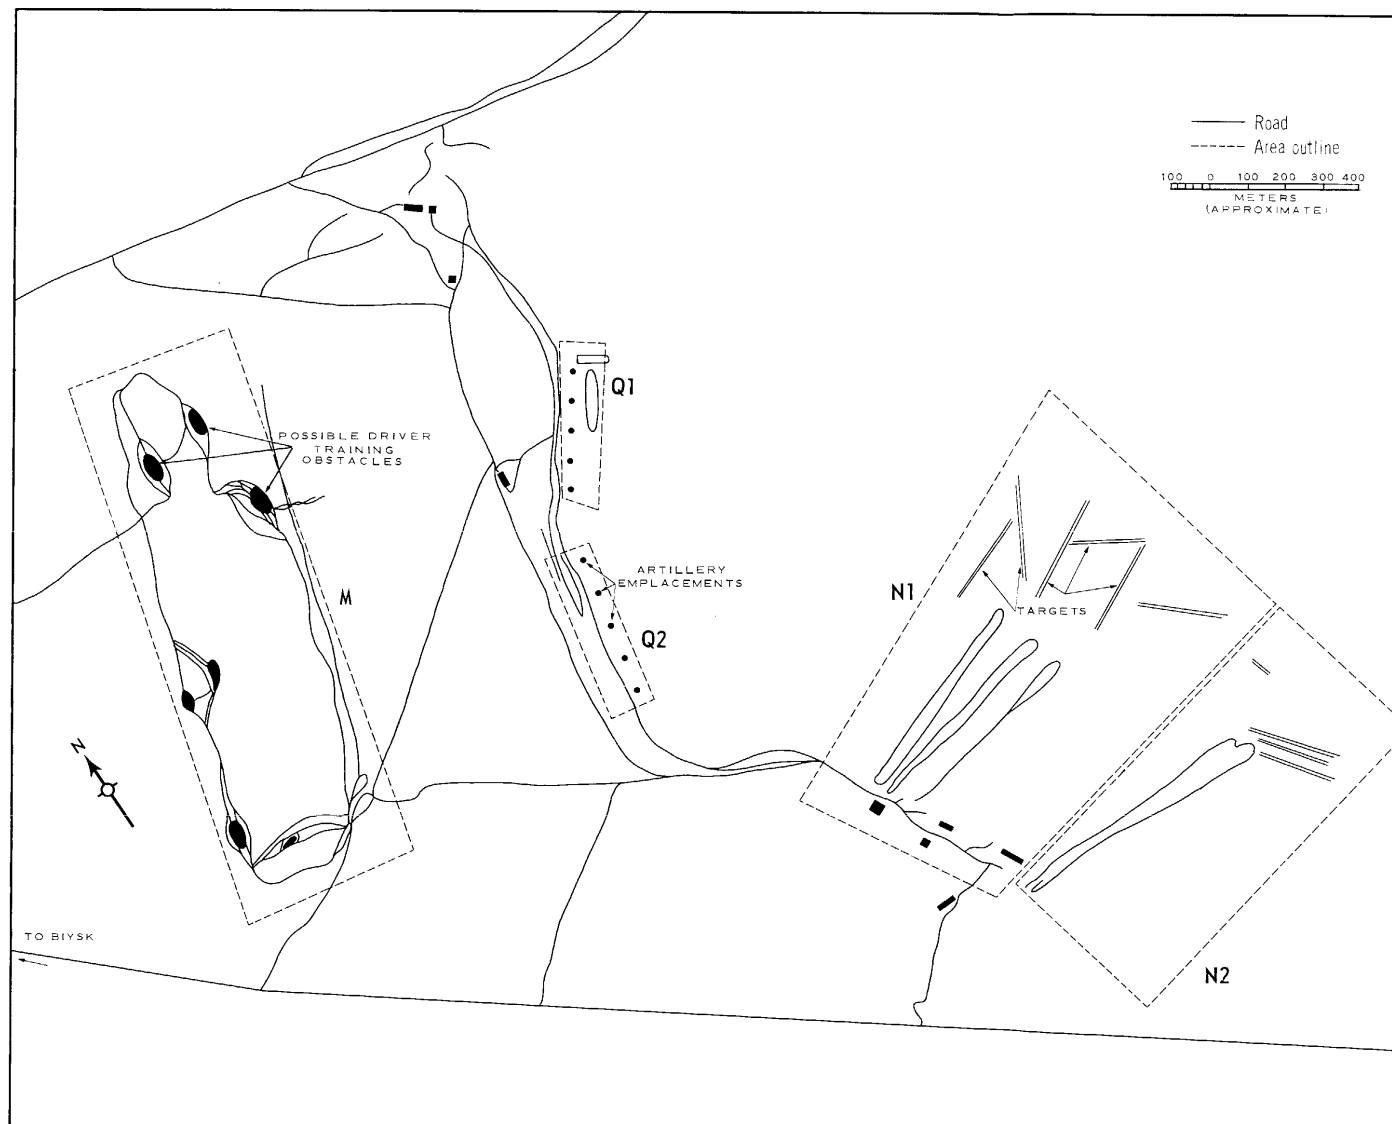 Road
Area outline
100 0 100 200 300 400
METERS
(APPROXIMATE)
Q1
POSSIBLE DRIVER
TRAINING
OBSTACLES
ARTILLERY
EMPLACEMENTS
M
N1
TARGETS
Q2
N
TO BIYSK
N2